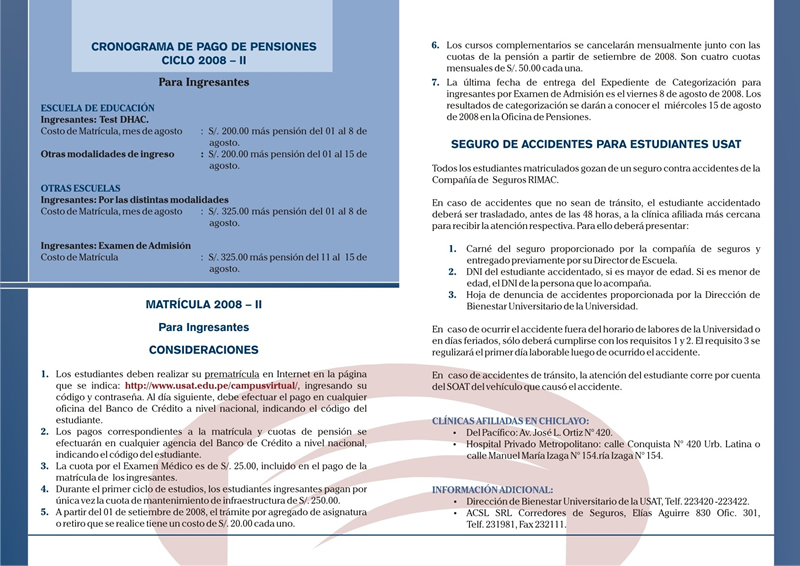 CRONOGRAMA DE PAGO DE PENSIONES
CICLO 2008 – II
Para Ingresantes
ESCUELA DE EDUCACIÓN
Ingresantes: Test DHAC.
Costo de Matrícula, mes de agosto : S/. 200.00 más pensión del 01 al 8 de
agosto.
Otras modalidades de ingreso : S/. 200.00 más pensión del 01 al 15 de
agosto.
OTRAS ESCUELAS
Ingresantes: Por las distintas modalidades
Costo de Matrícula, mes de agosto : S/. 325.00 más pensión del 01 al 8 de
agosto.
Ingresantes: Examen de Admisión
Costo de Matrícula : S/. 325.00 más pensión del 11 al 15 de
agosto.
MATRÍCULA 2008 – II
Para Ingresantes
CONSIDERACIONES
1. Los estudiantes deben realizar su prematrícula en Internet en la página
que se indica: http://www.usat.edu.pe/campusvirtual/, ingresando su
código y contraseña. Al día siguiente, debe efectuar el pago en cualquier
oficina del Banco de Crédito a nivel nacional, indicando el código del
estudiante.
2. Los pagos correspondientes a la matrícula y cuotas de pensión se
efectuarán en cualquier agencia del Banco de Crédito a nivel nacional,
indicando el código del estudiante.
3. La cuota por el Examen Médico es de S/. 25.00, incluido en el pago de la
matrícula de los ingresantes.
4. Durante el primer ciclo de estudios, los estudiantes ingresantes pagan por
única vez la cuota de mantenimiento de infraestructura de S/. 250.00.
5. A partir del 01 de setiembre de 2008, el trámite por agregado de asignatura
o retiro que se realice tiene un costo de S/. 20.00 cada uno.
6. Los cursos complementarios se cancelarán mensualmente junto con las
cuotas de la pensión a partir de setiembre de 2008. Son cuatro cuotas
mensuales de S/. 50.00 cada una.
7. La última fecha de entrega del Expediente de Categorización para
ingresantes por Examen de Admisión es el viernes 8 de agosto de 2008. Los
resultados de categorización se darán a conocer el miércoles 15 de agosto
de 2008 en la Oficina de Pensiones.
SEGURO DE ACCIDENTES PARA ESTUDIANTES USAT
Todos los estudiantes matriculados gozan de un seguro contra accidentes de la
Compañía de Seguros RIMAC.
En caso de accidentes que no sean de tránsito, el estudiante accidentado
deberá ser trasladado, antes de las 48 horas, a la clínica afiliada más cercana
para recibir la atención respectiva. Para ello deberá presentar:
1. Carné del seguro proporcionado por la compañía de seguros y
entregado previamente por su Director de Escuela.
2. DNI del estudiante accidentado, si es mayor de edad. Si es menor de
edad, el DNI de la persona que lo acompaña.
3. Hoja de denuncia de accidentes proporcionada por la Dirección de
Bienestar Universitario de la Universidad.
En caso de ocurrir el accidente fuera del horario de labores de la Universidad o
en días feriados, sólo deberá cumplirse con los requisitos 1 y 2. El requisito 3 se
regulizará el primer día laborable luego de ocurrido el accidente.
En caso de accidentes de tránsito, la atención del estudiante corre por cuenta
del SOAT del vehículo que causó el accidente.
CLÍNICAS AFILIADAS EN CHICLAYO:
• Del Pacífico: Av. José L. Ortiz N° 420.
• Hospital Privado Metropolitano: calle Conquista N° 420 Urb. Latina o
calle Manuel María Izaga N° 154.ría Izaga N° 154.
INFORMACIÓN ADICIONAL:
• Dirección de Bienestar Universitario de la USAT, Telf. 223420 -223422.
• ACSL SRL Corredores de Seguros, Elías Aguirre 830 Ofic. 301,
Telf. 231981, Fax 232111.